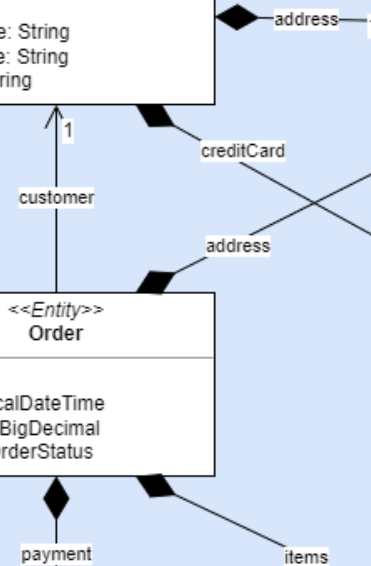 e: String
address
e: String
ring
1
creditCard
customer
address
<<Entity>>
Order
calDateTime
BigDecimal
rderStatus
payment
items